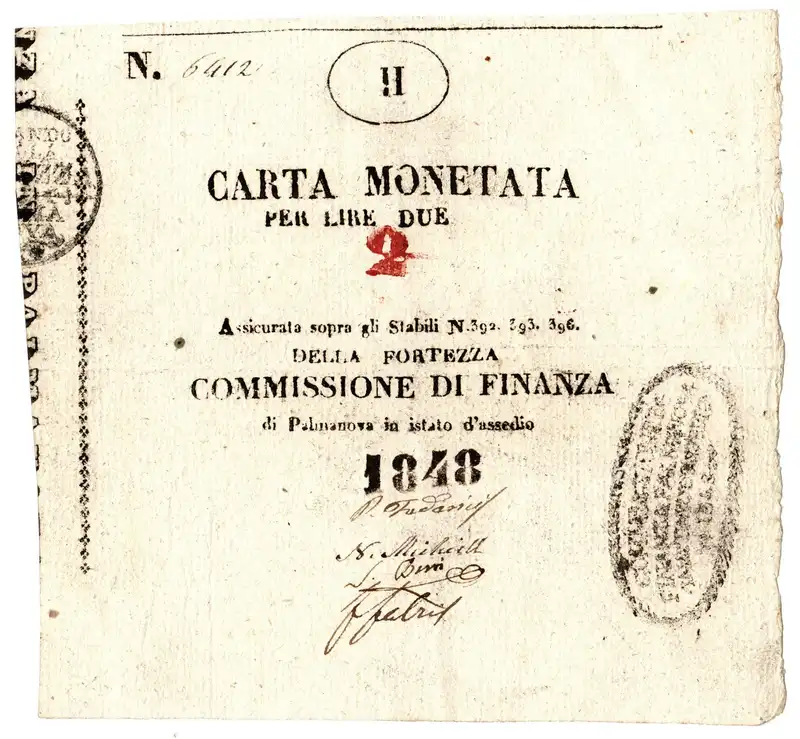 N. 6412
H
CARTA MONETATA
PER LIRE DUE
2
Assicurata sopra gli Stabili N.392. 393. 396.
DELLA FORTEZZA
COMMISSIONE DI FINANZA
di Palmanova in istato d'assedio
1848
N. Michieli